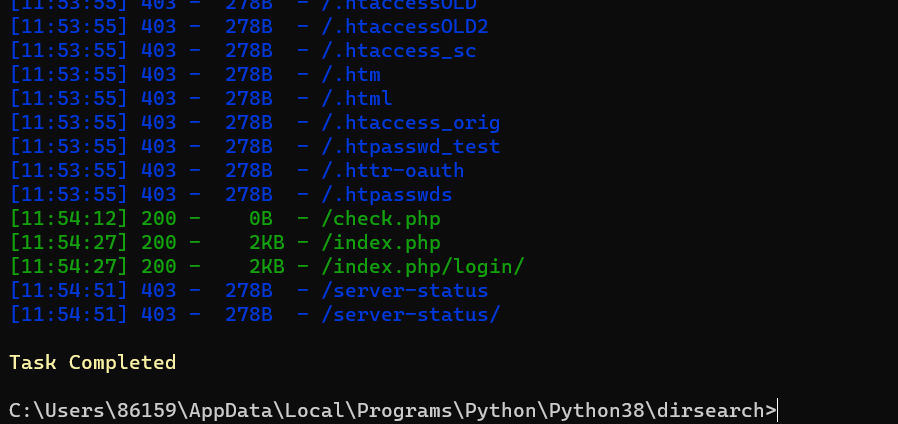 [11:53:55] 403 -  278B  - /.htaccessOLD
[11:53:55] 403 -  278B  - /.htaccessOLD2
[11:53:55] 403 -  278B  - /.htaccess_sc
[11:53:55] 403 -  278B  - /.htm
[11:53:55] 403 -  278B  - /.html
[11:53:55] 403 -  278B  - /.htaccess_orig
[11:53:55] 403 -  278B  - /.htpasswd_test
[11:53:55] 403 -  278B  - /.httr-oauth
[11:53:55] 403 -  278B  - /.htpasswds
[11:54:12] 200 -    0B  - /check.php
[11:54:27] 200 -    2KB - /index.php
[11:54:27] 200 -    2KB - /index.php/login/
[11:54:51] 403 -  278B  - /server-status
[11:54:51] 403 -  278B  - /server-status/
Task Completed
C:\Users\86159\AppData\Local\Programs\Python\Python38\dirsearch>